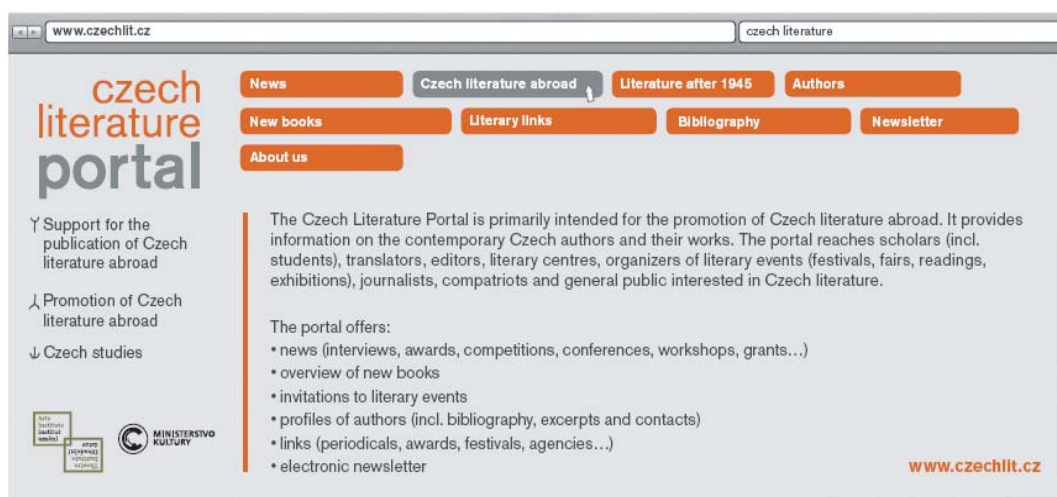 www.czechlit.cz
czech literature
czech
literature
portal
News
Czech literature abroad
Literature after 1945
Authors
New books
Literary links
Bibliography
Newsletter
About us
Support for the
publication of Czech
literature abroad
Promotion of Czech
literature abroad
Czech studies
The Czech Literature Portal is primarily intended for the promotion of Czech literature abroad. It provides
information on the contemporary Czech authors and their works. The portal reaches scholars (incl.
students), translators, editors, literary centres, organizers of literary events (festivals, fairs, readings,
exhibitions), journalists, compatriots and general public interested in Czech literature.
The portal offers:
• news (interviews, awards, competitions, conferences, workshops, grants…)
• overview of new books
• invitations to literary events
• profiles of authors (incl. bibliography, excerpts and contacts)
• links (periodicals, awards, festivals, agencies…)
• electronic newsletter
MINISTERSTVO
KULTURY
www.czechlit.cz